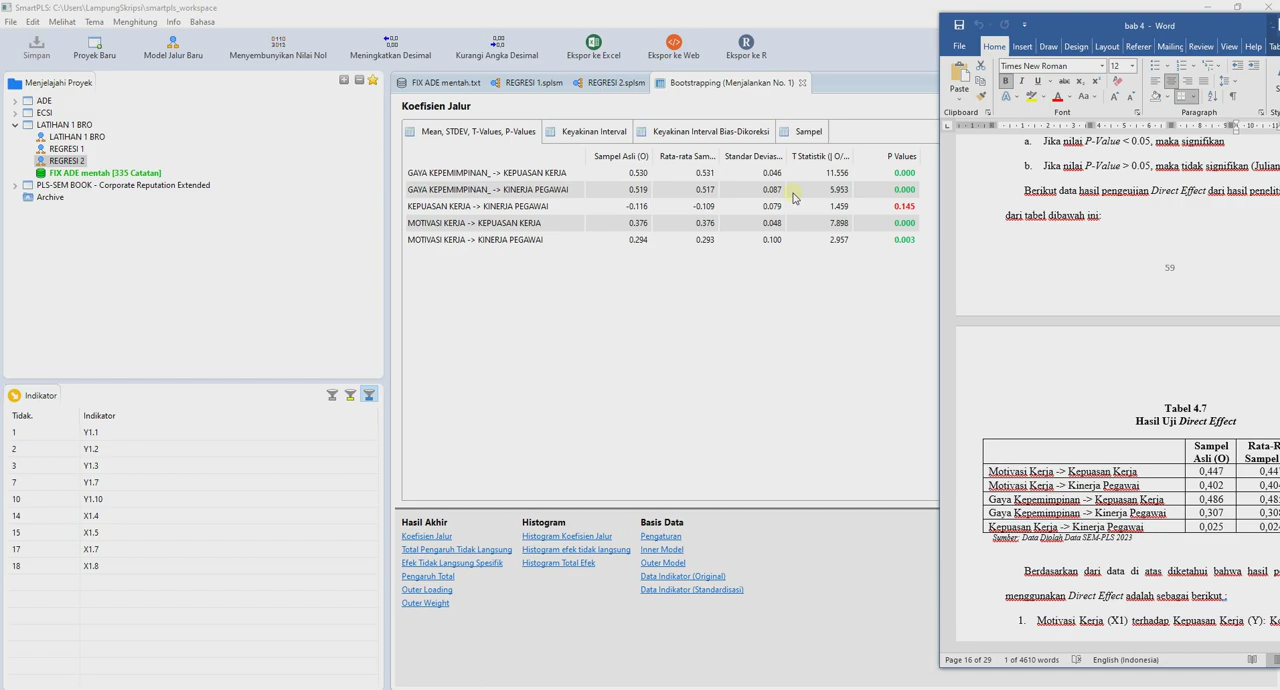 SmartPLS: C:\Users\LampungSkripsi\smartpls_workspace
File Edit Melihat Tema Menghitung Info Bahasa
Simpan Proyek Baru Model Jalur Baru Menyembunyikan Nilai Nol Meningkatkan Desimal Kurangi Angka Desimal Ekspor ke Excel Ekspor ke Web Ekspor ke R
Menjelajahi Proyek
ADE
ECSI
LATIHAN 1 BRO
LATIHAN 1 BRO
REGRESI 1
REGRESI 2
FIX ADE mentah [335 Catatan]
PLS-SEM BOOK - Corporate Reputation Extended
Archive
Indikator
Tidak. Indikator
1 Y1.1
2 Y1.2
3 Y1.3
7 Y1.7
10 Y1.10
14 X1.4
15 X1.5
17 X1.7
18 X1.8
FIX ADE mentah.txt REGRESI 1.splsm REGRESI 2.splsm Bootstrapping (Menjalankan No. 1)
Koefisien Jalur
Mean, STDEV, T-Values, P-Values Keyakinan Interval Keyakinan Interval Bias-Dikoreksi Sampel
Sampel Asli (O) Rata-rata Sam... Standar Devias... T Statistik (| O/... P Values
GAYA KEPEMIMPINAN_ -> KEPUASAN KERJA 0.530 0.531 0.046 11.556 0.000
GAYA KEPEMIMPINAN_ -> KINERJA PEGAWAI 0.519 0.517 0.087 5.953 0.000
KEPUASAN KERJA -> KINERJA PEGAWAI -0.116 -0.109 0.079 1.459 0.145
MOTIVASI KERJA -> KEPUASAN KERJA 0.376 0.376 0.048 7.898 0.000
MOTIVASI KERJA -> KINERJA PEGAWAI 0.294 0.293 0.100 2.957 0.003
Hasil Akhir Histogram Basis Data
Koefisien Jalur Histogram Koefisien Jalur Pengaturan
Total Pengaruh Tidak Langsung Histogram efek tidak langsung Inner Model
Efek Tidak Langsung Spesifik Histogram Total Efek Outer Model
Pengaruh Total Data Indikator (Original)
Outer Loading Data Indikator (Standardisasi)
Outer Weight
bab 4 - Word
File Home Insert Draw Design Layout Referer Mailing Review View Help
Times New Roman 12
Paste
Clipboard Font Paragraph
a. Jika nilai P-Value < 0.05, maka signifikan
b. Jika nilai P-Value > 0.05, maka tidak signifikan (Julian
Berikut data hasil pengeujian Direct Effect dari hasil penelit
dari tabel dibawah ini:
59
Tabel 4.7
Hasil Uji Direct Effect
Sampel Asli (O) Rata-R Sampel
Motivasi Kerja -> Kepuasan Kerja 0,447
Motivasi Kerja -> Kinerja Pegawai 0,402
Gaya Kepemimpinan -> Kepuasan Kerja 0,486
Gaya Kepemimpinan -> Kinerja Pegawai 0,307
Kepuasan Kerja -> Kinerja Pegawai 0,025
Sumber: Data Diolah Data SEM-PLS 2023
Berdasarkan dari data di atas diketahui bahwa hasil p
menggunakan Direct Effect adalah sebagai berikut :
1. Motivasi Kerja (X1) terhadap Kepuasan Kerja (Y): K
Page 16 of 29 1 of 4610 words English (Indonesia)